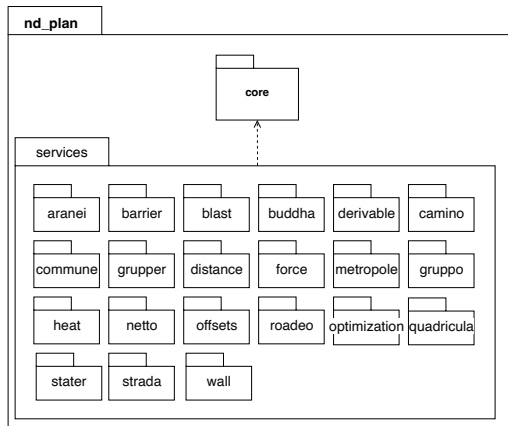 nd_plan
core
services
aranei barrier blast buddha derivable camino
commune grupper distance force metropole gruppo
heat netto offsets roadeo optimization quadricula
stater strada wall